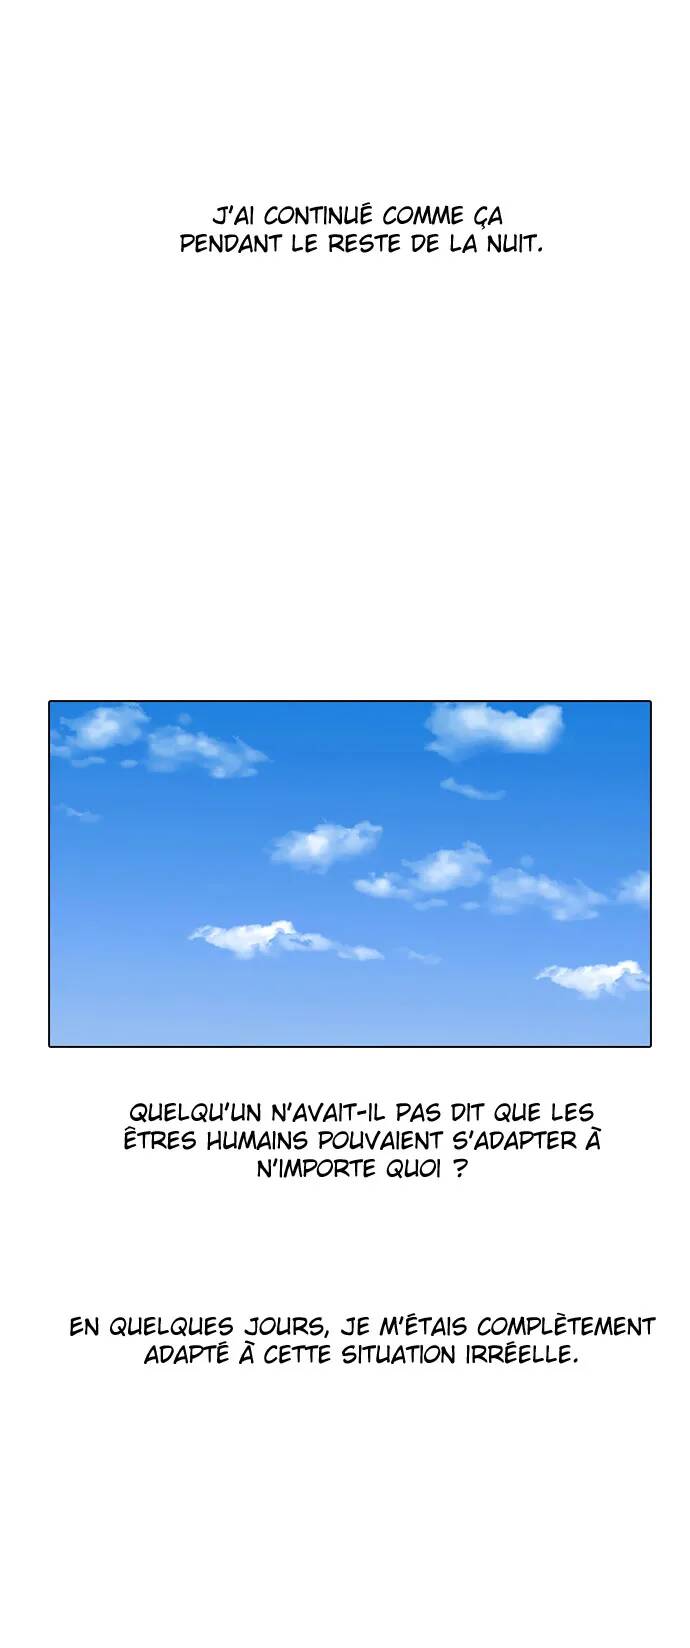 J'AI CONTINUÉ COMME ÇA
PENDANT LE RESTE DE LA NUIT.
QUELQU'UN N'AVAIT-IL PAS DIT QUE LES
ÊTRES HUMAINS POUVAIENT S'ADAPTER À
N'IMPORTE QUOI ?
EN QUELQUES JOURS, JE M'ÉTAIS COMPLÈTEMENT
ADAPTÉ À CETTE SITUATION IRRÉELLE.